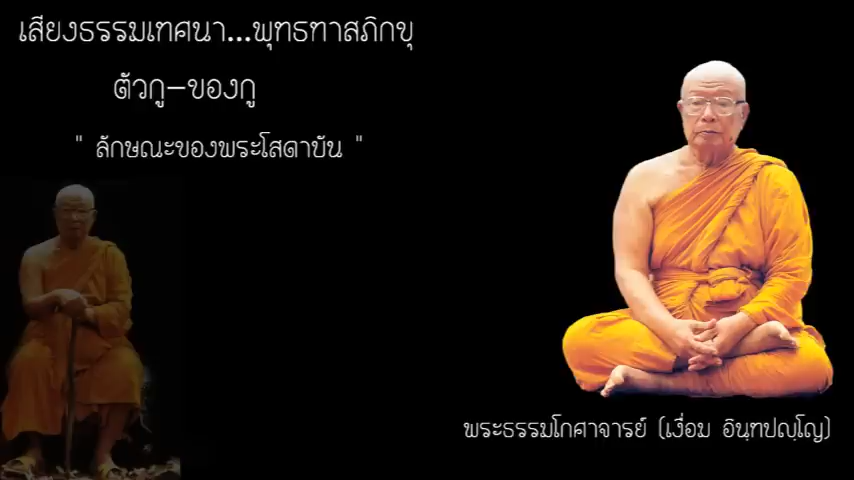 เสียงธรรมเทศนา...พุทธทาสภิกขุ
ตัวกู-ของกู
" ลักษณะของพระโสดาบัน "
พระธรรมโกศาจารย์ (เงื่อม อินฺทปญฺโญ)